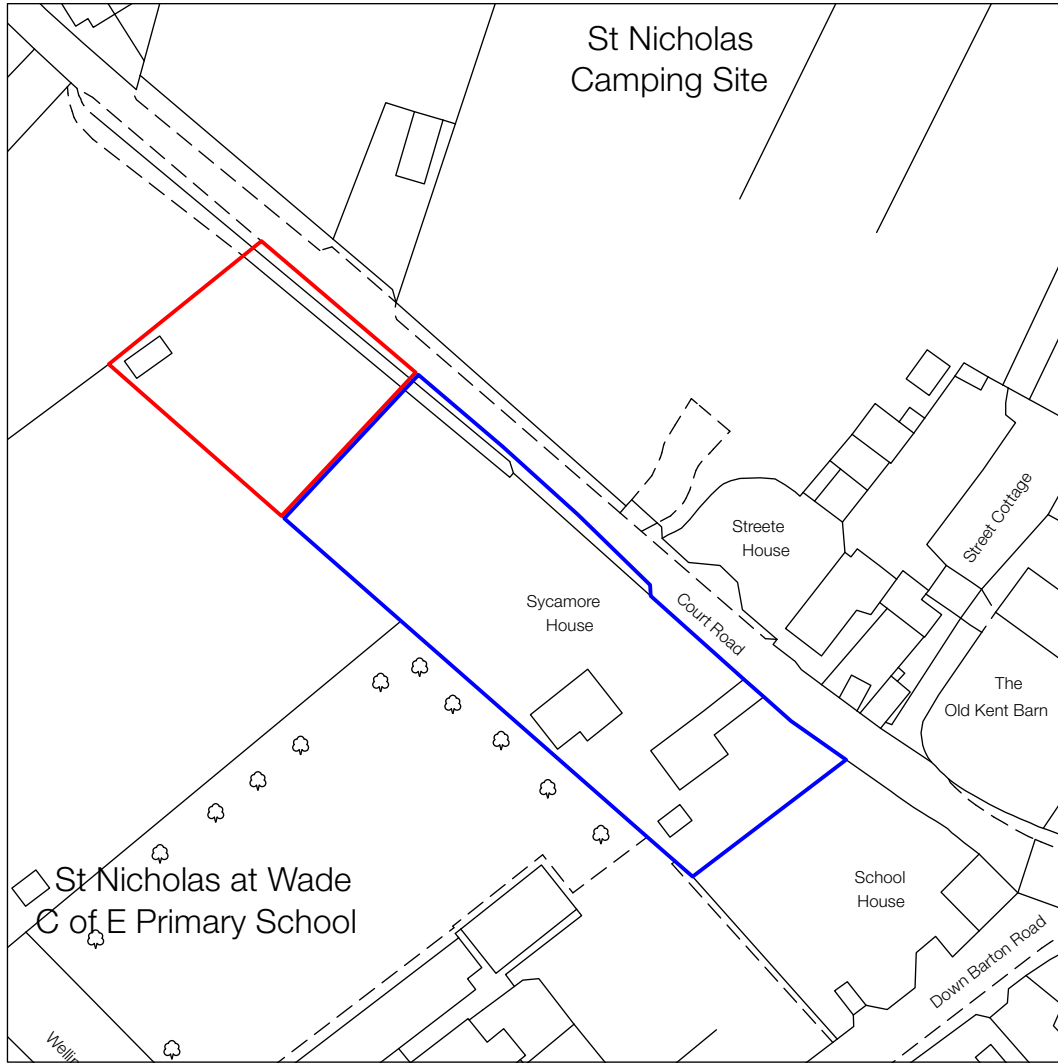 St Nicholas
Camping Site
Street Cottage
Streete
House
Sycamore
House
Court Road
The
Old Kent Barn
St Nicholas at Wade
C of E Primary School
School
House
Down Barton Road
Wellin